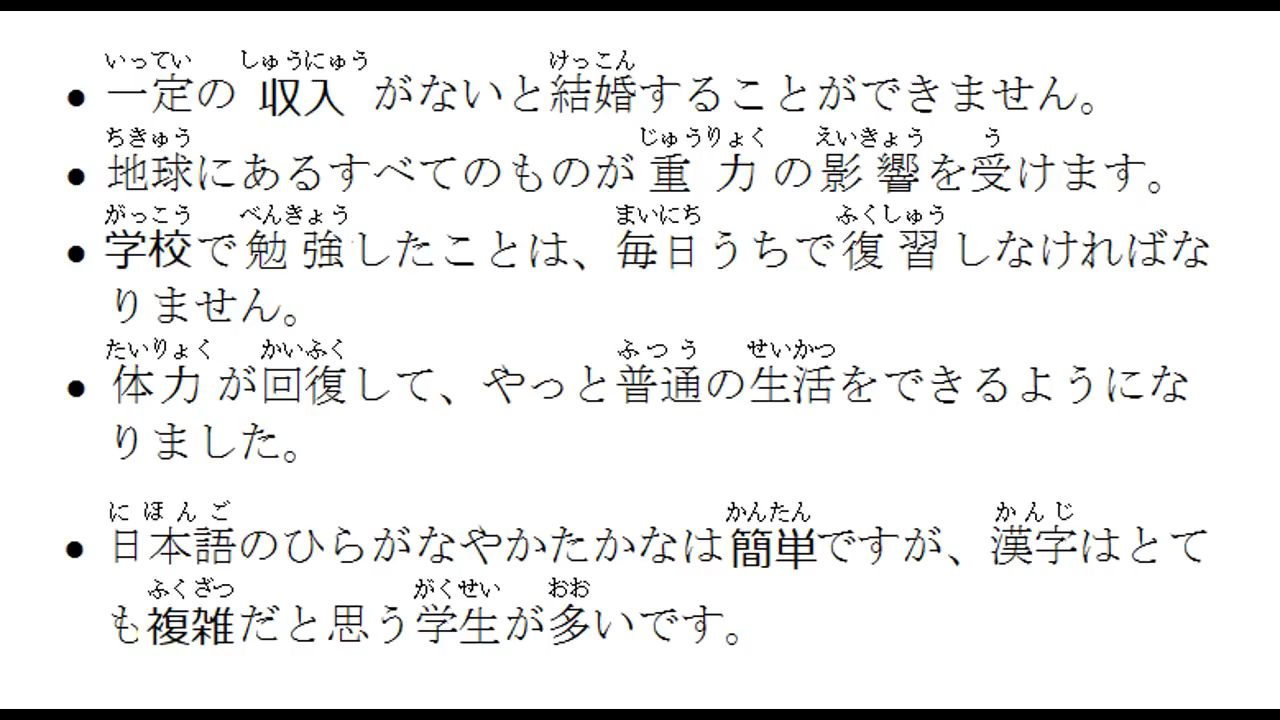 いってい しゅうにゅう けっこん
● 一定の収入がないと結婚することができません。
ちきゅう じゅうりょく えいきょう う
● 地球にあるすべてのものが重力の影響を受けます。
がっこう べんきょう まいにち ふくしゅう
● 学校で勉強したことは、毎日うちで復習しなければな
りません。
たいりょく かいふく ふつう せいかつ
● 体力が回復して、やっと普通の生活をできるようにな
りました。
にほんご かんたん かんじ
● 日本語のひらがなやかたかなは簡単ですが、漢字はとて
ふくざつ がくせい おお
も複雑だと思う学生が多いです。